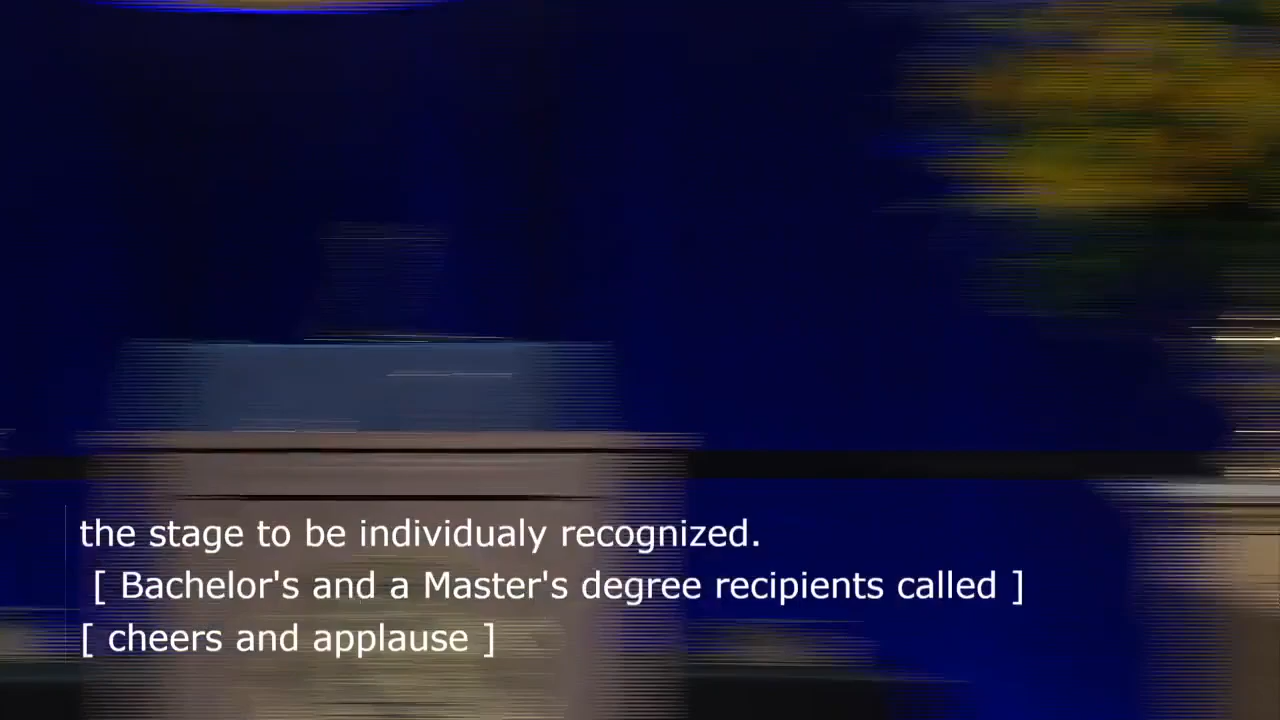 the stage to be individualy recognized.
[ Bachelor's and a Master's degree recipients called ]
[ cheers and applause ]